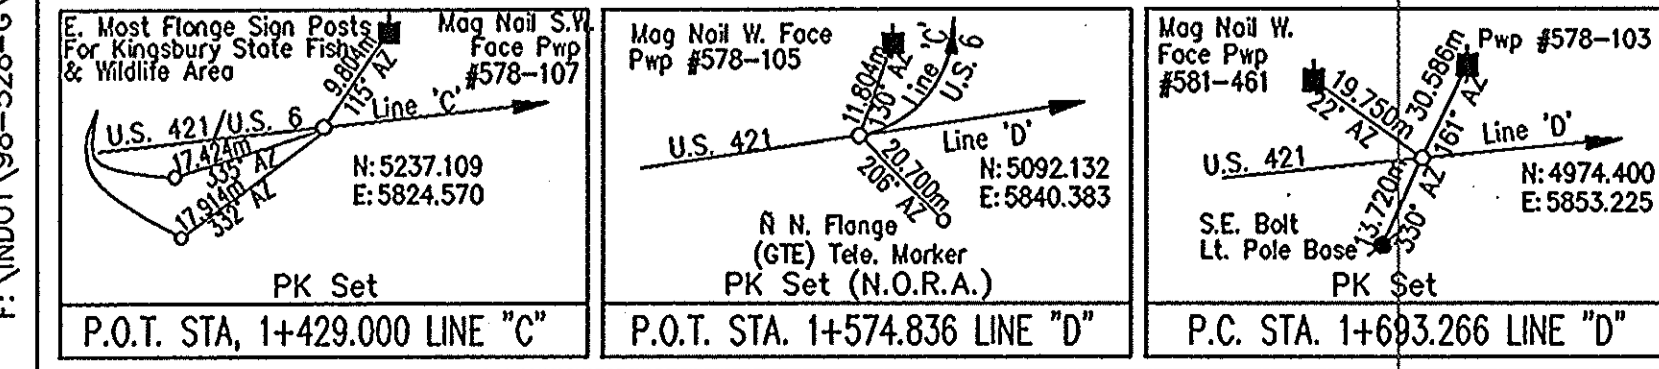 F:\INDOT\98-528-G\
E. Most Flange Sign Posts
For Kingsbury State Fish
& Wildlife Area
Mag Nail S.W.
Face Pwp
#578-107
9.804m
115° AZ
Line 'C'
U.S. 421/U.S. 6
17.424m
335° AZ
17.914m
332° AZ
N: 5237.109
E: 5824.570
PK Set
P.O.T. STA, 1+429.000 LINE "C"
Mag Nail W. Face
Pwp #578-105
11.804m
130° AZ
Line 'C'
U.S. 6
U.S. 421
Line 'D'
20.700m
206° AZ
N: 5092.132
E: 5840.383
Ñ N. Flange
(GTE) Tele. Marker
PK Set (N.O.R.A.)
P.O.T. STA. 1+574.836 LINE "D"
Mag Nail W.
Face Pwp
#581-461
Pwp #578-103
19.750m
22° AZ
30.586m
161° AZ
Line 'D'
U.S. 421
N: 4974.400
E: 5853.225
13.720m
330° AZ
S.E. Bolt
Lt. Pole Base
PK Set
P.C. STA. 1+693.266 LINE "D"